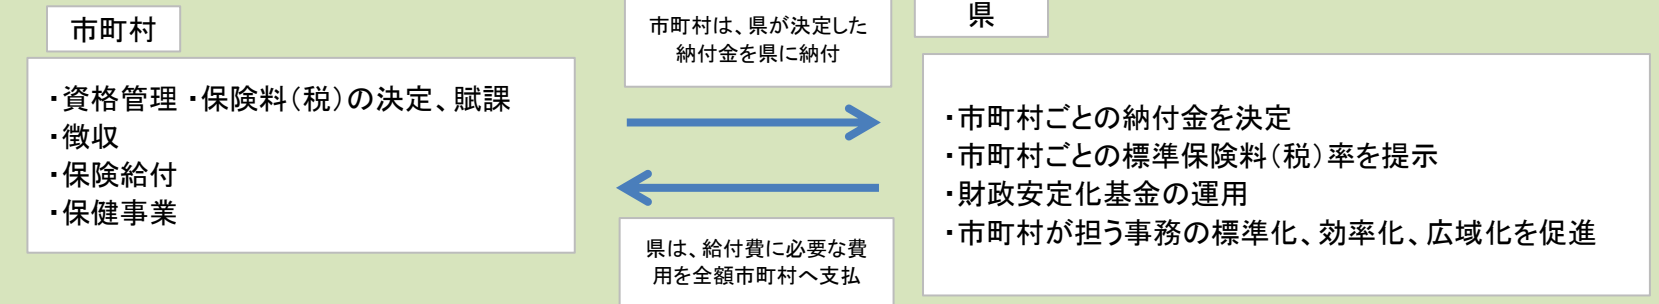 市町村
・資格管理 ・保険料(税)の決定、賦課
・徴収
・保険給付
・保健事業
市町村は、県が決定した
納付金を県に納付
県は、給付費に必要な費
用を全額市町村へ支払
県
・市町村ごとの納付金を決定
・市町村ごとの標準保険料(税)率を提示
・財政安定化基金の運用
・市町村が担う事務の標準化、効率化、広域化を促進